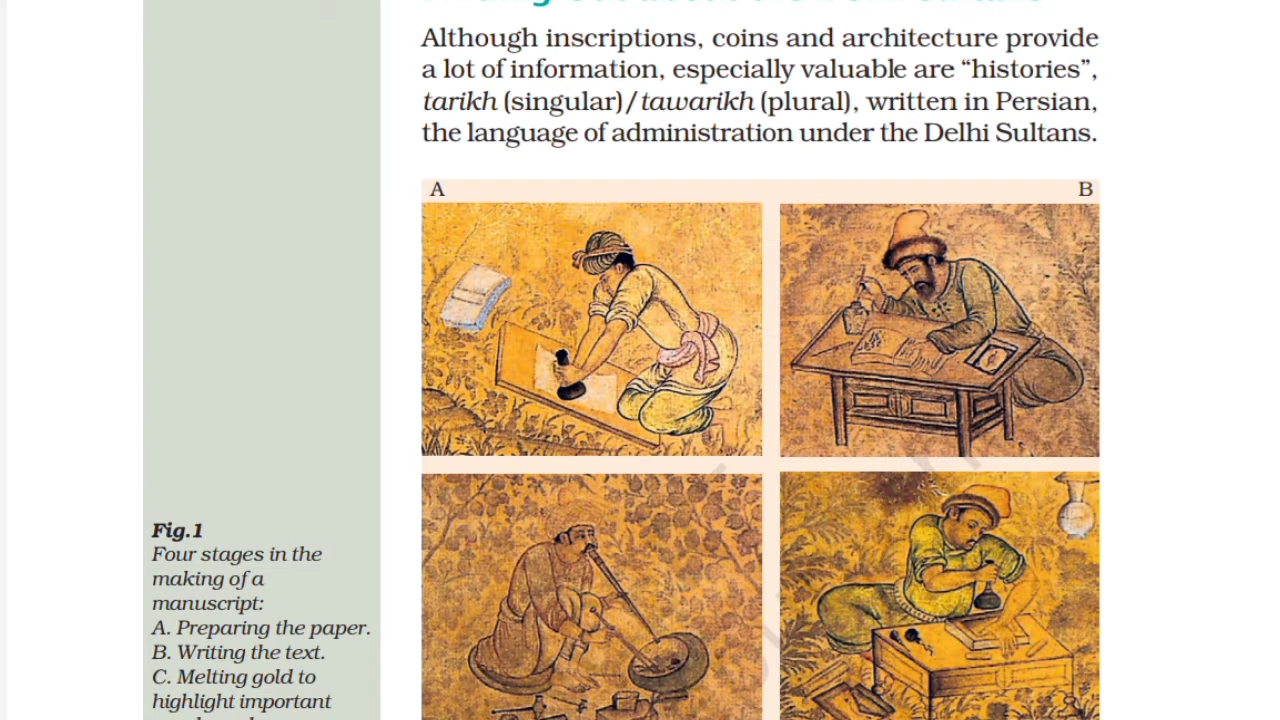 Although inscriptions, coins and architecture provide
a lot of information, especially valuable are “histories”,
tarikh (singular)/tawarikh (plural), written in Persian,
the language of administration under the Delhi Sultans.
A
B
Fig.1
Four stages in the
making of a
manuscript:
A. Preparing the paper.
B. Writing the text.
C. Melting gold to
highlight important